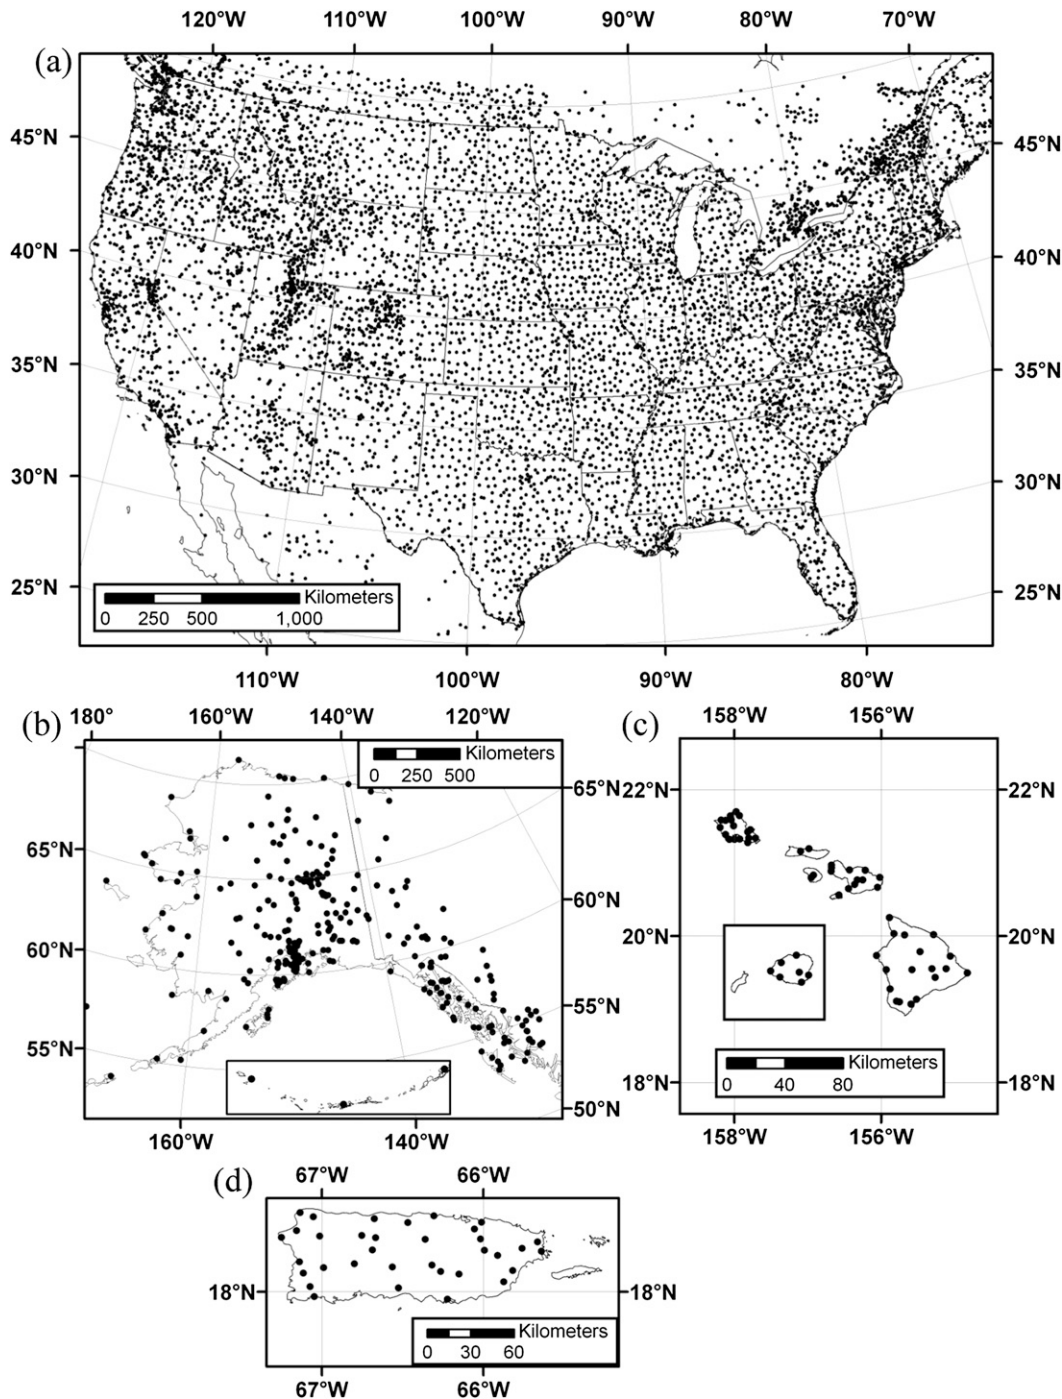 120°W 110°W 100°W 90°W 80°W 70°W
(a)
45°N 45°N
40°N 40°N
35°N 35°N
30°N 30°N
25°N 25°N
Kilometers
0 250 500 1,000
110°W 100°W 90°W 80°W
(b)
180° 160°W 140°W 120°W
Kilometers
0 250 500
65°N
65°N
60°N
60°N
55°N
55°N
50°N
160°W 140°W
(c)
158°W 156°W
22°N 22°N
20°N 20°N
18°N 18°N
Kilometers
0 40 80
158°W 156°W
(d)
67°W 66°W
18°N 18°N
Kilometers
0 30 60
67°W 66°W